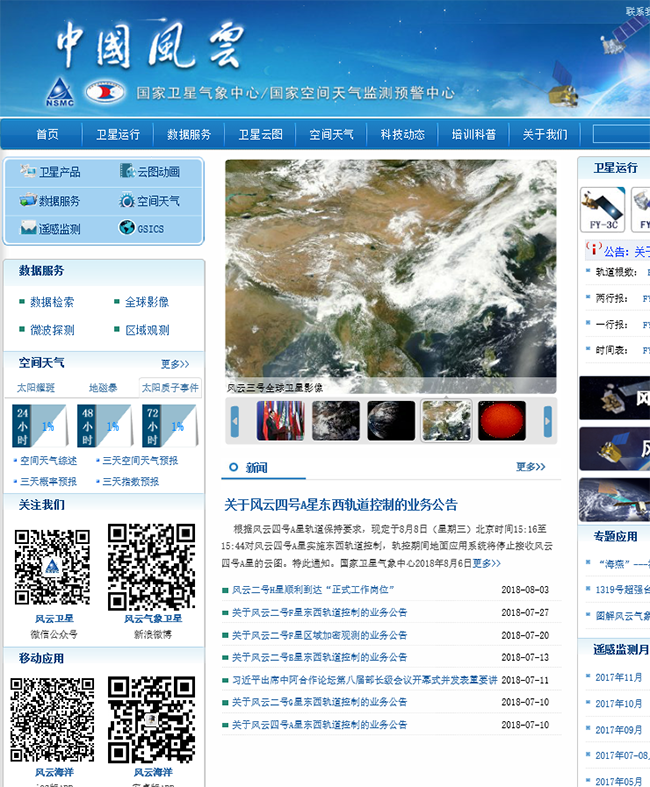 联系我
中國風雲
NSMC
国家卫星气象中心/国家空间天气监测预警中心
首页 卫星运行 数据服务 卫星云图 空间天气 科技动态 培训科普 关于我们
卫星产品 云图动画
数据服务 空间天气
遥感监测 GSICS
数据服务
数据检索 全球影像
微波探测 区域观测
空间天气 更多>>
太阳耀斑 地磁暴 太阳质子事件
24小时 1% 48小时 1% 72小时 1%
空间天气综述 三天空间天气预报
三天概率预报 三天指数预报
关注我们
风云卫星 风云气象卫星
微信公众号 新浪微博
移动应用
风云海洋 风云海洋
风云三号全球卫星影像
新闻 更多>>
关于风云四号A星东西轨道控制的业务公告
根据风云四号A星轨道保持要求，现定于8月8日（星期三）北京时间15:16至
15:44对风云四号A星实施东西轨道控制，轨控期间地面应用系统将停止接收风云
四号A星的云图。特此通知。国家卫星气象中心2018年8月6日更多>>
风云二号H星顺利到达“正式工作岗位” 2018-08-03
关于风云二号F星东西轨道控制的业务公告 2018-07-27
关于风云二号F星区域加密观测的业务公告 2018-07-20
关于风云二号E星东西轨道控制的业务公告 2018-07-13
习近平出席中阿合作论坛第八届部长级会议开幕式并发表重要讲 2018-07-11
关于风云二号G星东西轨道控制的业务公告 2018-07-10
关于风云四号A星东西轨道控制的业务公告 2018-07-10
卫星运行
FY-3C
公告: 关于
轨道根数:
两行报: FY
一行报: FY
时间表: FY
风
风
专题应用
“海燕”
1319号超强台
图解风云气象
遥感监测月
2017年11月
2017年10月
2017年09月
2017年07-08
2017年05月